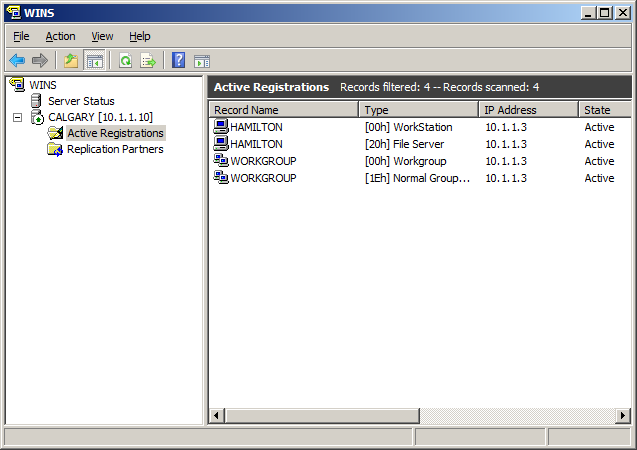 WINS
File Action View Help
WINS
Server Status
CALGARY [10.1.1.10]
Active Registrations
Replication Partners
Active Registrations Records filtered: 4 -- Records scanned: 4
Record Name Type IP Address State
HAMILTON [00h] WorkStation 10.1.1.3 Active
HAMILTON [20h] File Server 10.1.1.3 Active
WORKGROUP [00h] Workgroup 10.1.1.3 Active
WORKGROUP [1Eh] Normal Group... 10.1.1.3 Active